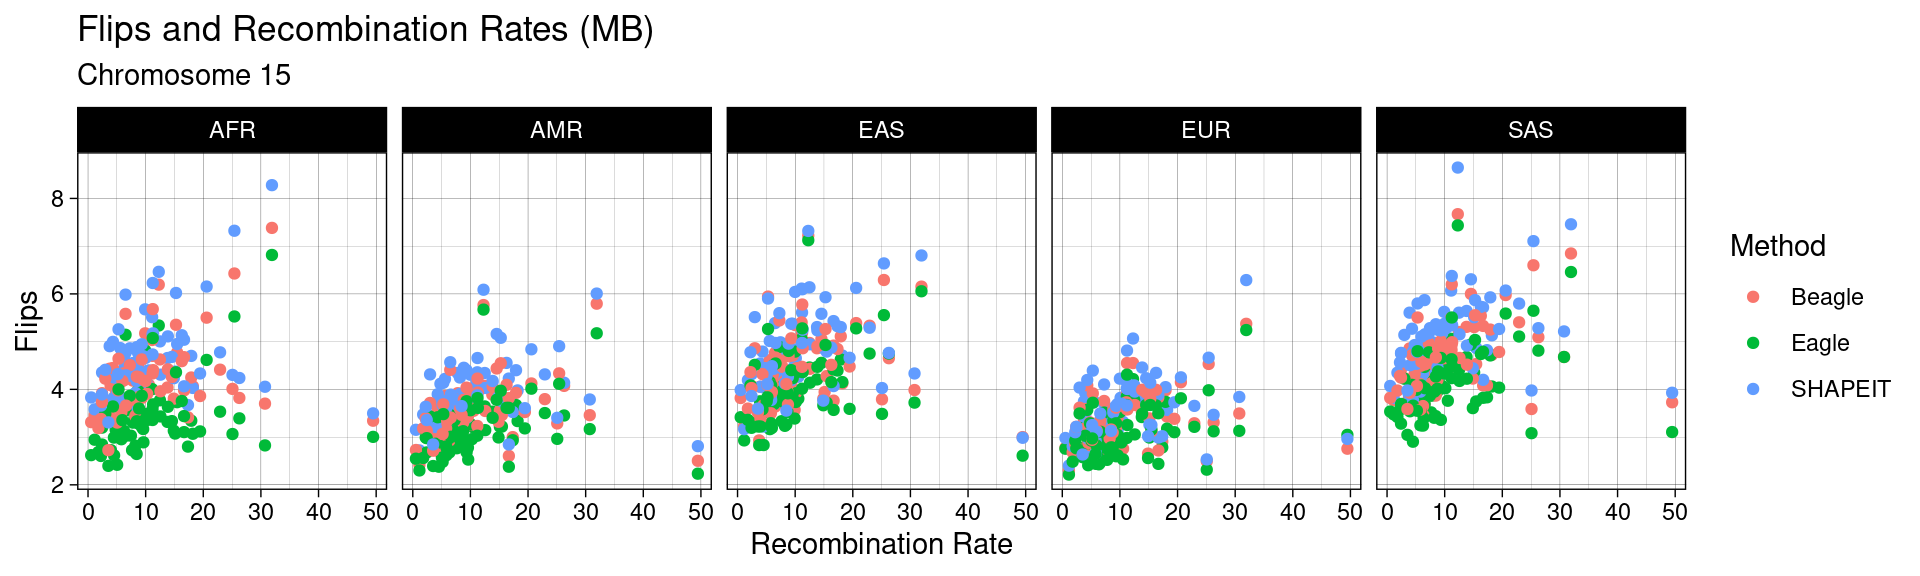 Flips and Recombination Rates (MB)
Chromosome 15
AFR AMR EAS EUR SAS
8
6
4
2
Flips
0 10 20 30 40 50 0 10 20 30 40 50 0 10 20 30 40 50 0 10 20 30 40 50 0 10 20 30 40 50
Recombination Rate
Method
Beagle
Eagle
SHAPEIT